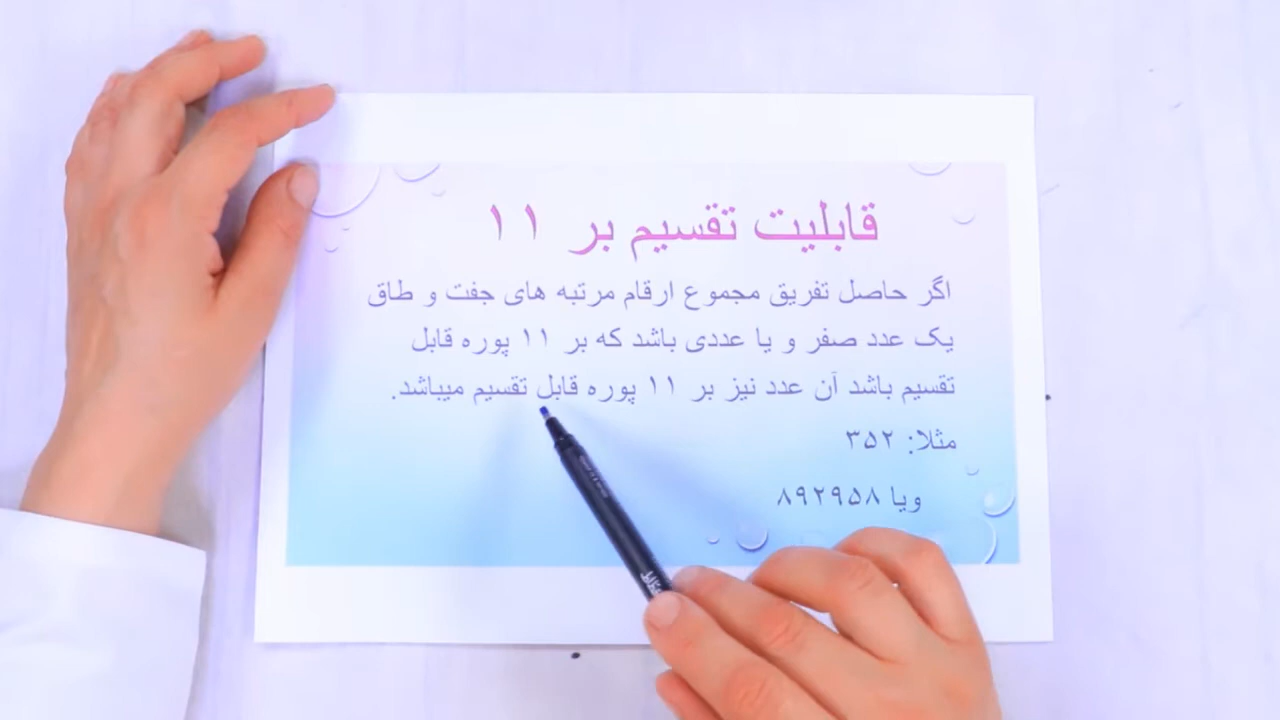 قابلیت تقسیم بر ۱۱
اگر حاصل تفریق مجموع ارقام مرتبه های جفت و طاق
یک عدد صفر و یا عددی باشد که بر ۱۱ پوره قابل
تقسیم باشد آن عدد نیز بر ۱۱ پوره قابل تقسیم میباشد.
مثلا: ۳۵۲
ویا ۸۹۲۹۵۸